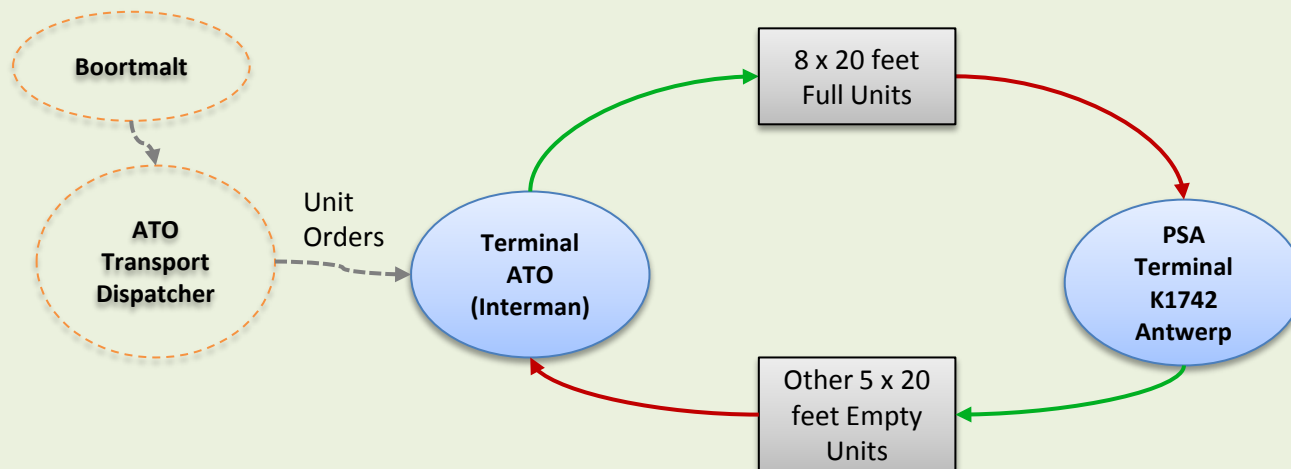 Boortmalt
ATO
Transport
Dispatcher
Unit
Orders
Terminal
ATO
(Interman)
8 x 20 feet
Full Units
PSA
Terminal
K1742
Antwerp
Other 5 x 20
feet Empty
Units